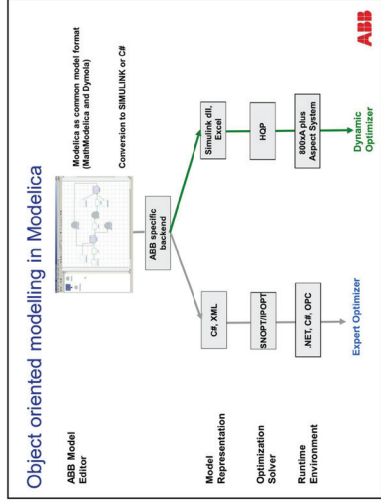 ABB
Object oriented modelling in Modelica
ABB Model
Editor
Modelica as common model format
(MathModelica and Dymola)
Conversion to SIMULINK or C#
ABB specific
backend
Model
Representation
C#, XML
Simulink dll,
Excel
Optimization
Solver
SNOPT/IPOPT
HQP
Runtime
Environment
.NET, C#, OPC
800xA plus
Aspect System
Expert Optimizer
Dynamic
Optimizer